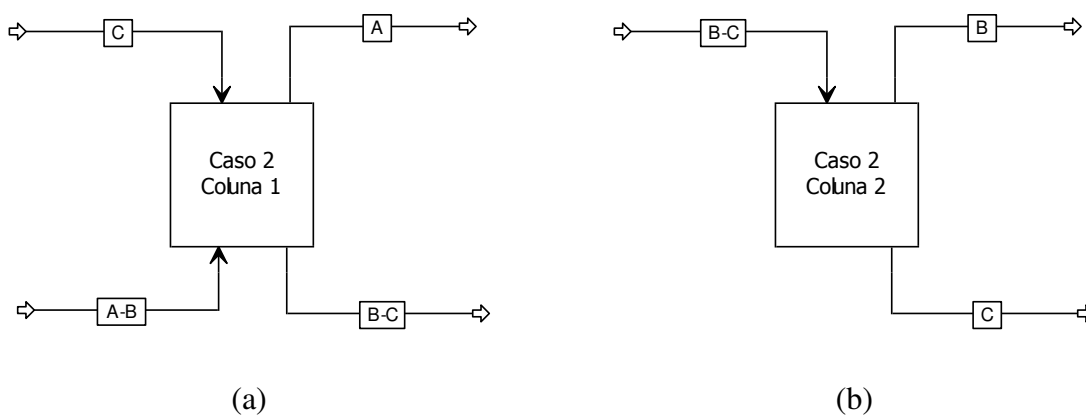 C
A
Caso 2
Coluna 1
A-B
B-C
(a)
B-C
B
Caso 2
Coluna 2
C
(b)